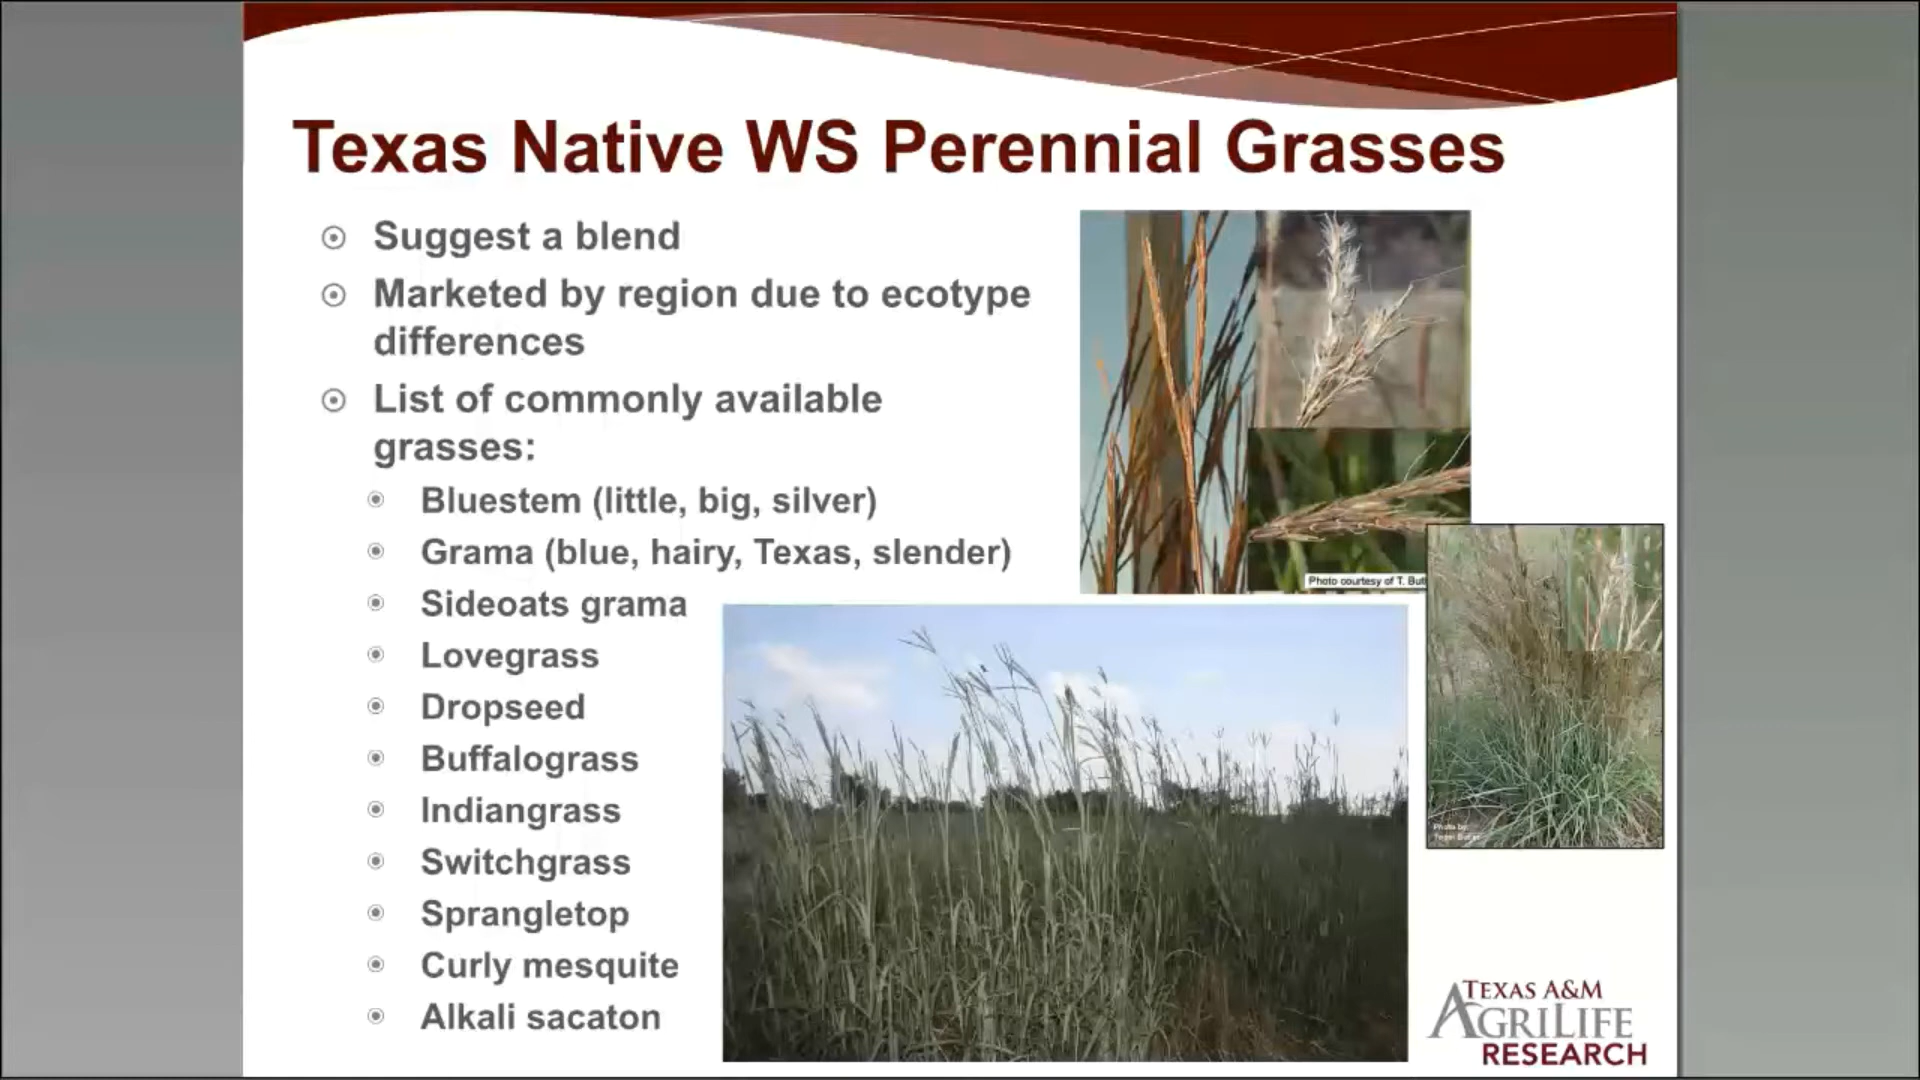 Texas Native WS Perennial Grasses
Suggest a blend
Marketed by region due to ecotype
differences
List of commonly available
grasses:
Bluestem (little, big, silver)
Grama (blue, hairy, Texas, slender)
Sideoats grama
Lovegrass
Dropseed
Buffalograss
Indiangrass
Switchgrass
Sprangletop
Curly mesquite
Alkali sacaton
Photo courtesy of T.
Photo by:
TEXAS A&M
AGRILIFE
RESEARCH